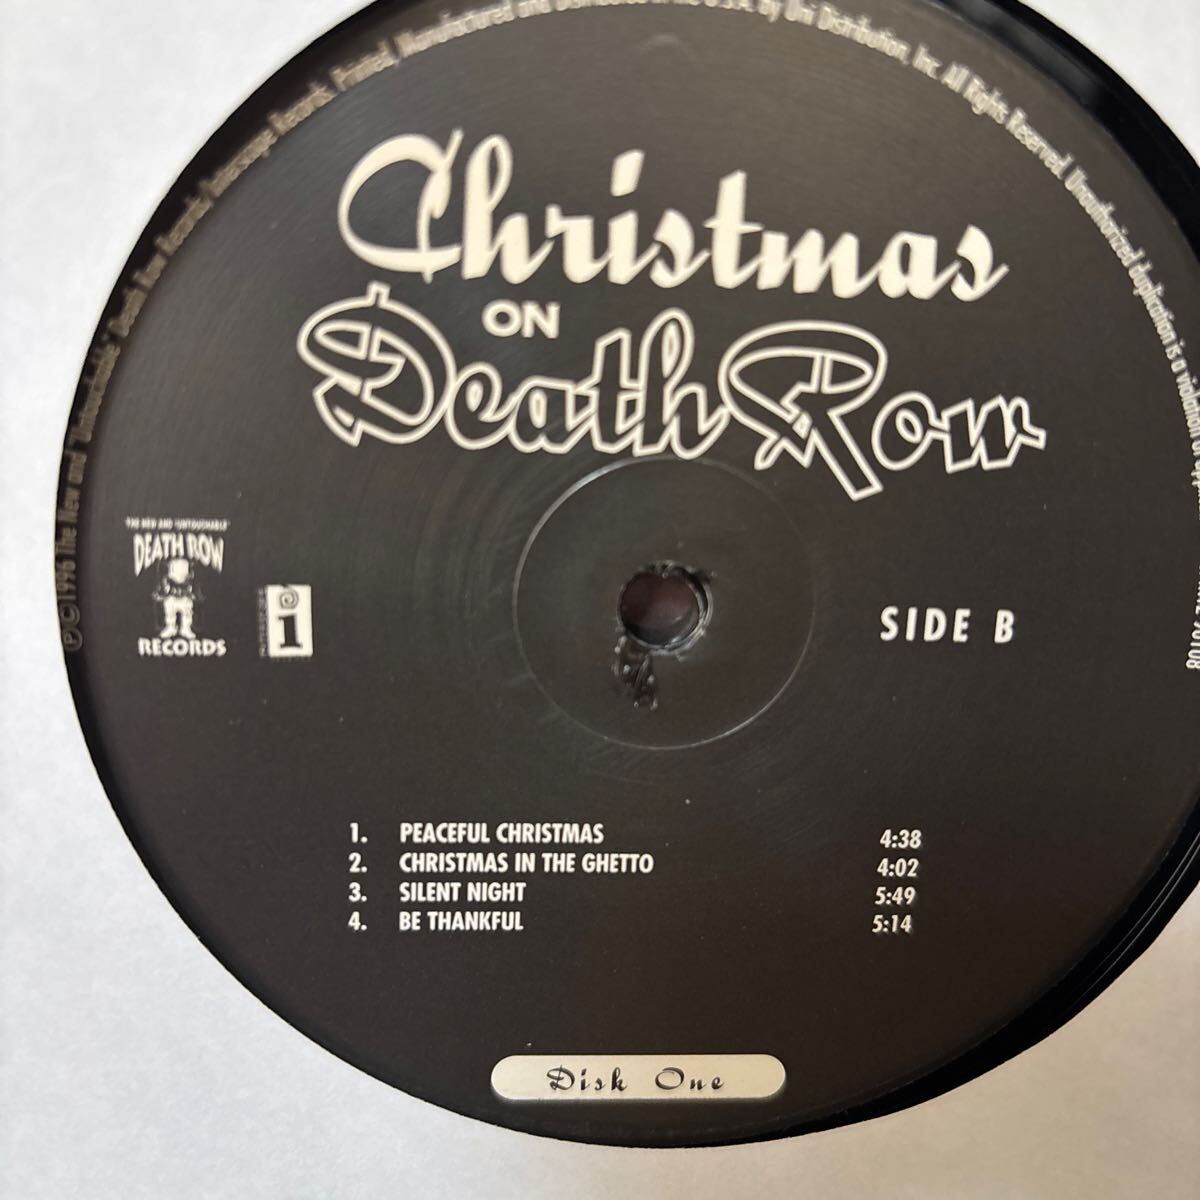 Ⓟ©1996 The New and "Untouchable" Death Row Records/Interscope Records. Printed, Manufactured and Distributed by Uni Distribution, Inc. All Rights Reserved. Unauthorized duplication is a violation of
Christmas
ON
Death Row
THE NEW AND "UNTOUCHABLE"
DEATH ROW
RECORDS
i
SIDE B
1. PEACEFUL CHRISTMAS 4:38
2. CHRISTMAS IN THE GHETTO 4:02
3. SILENT NIGHT 5:49
4. BE THANKFUL 5:14
Disk One